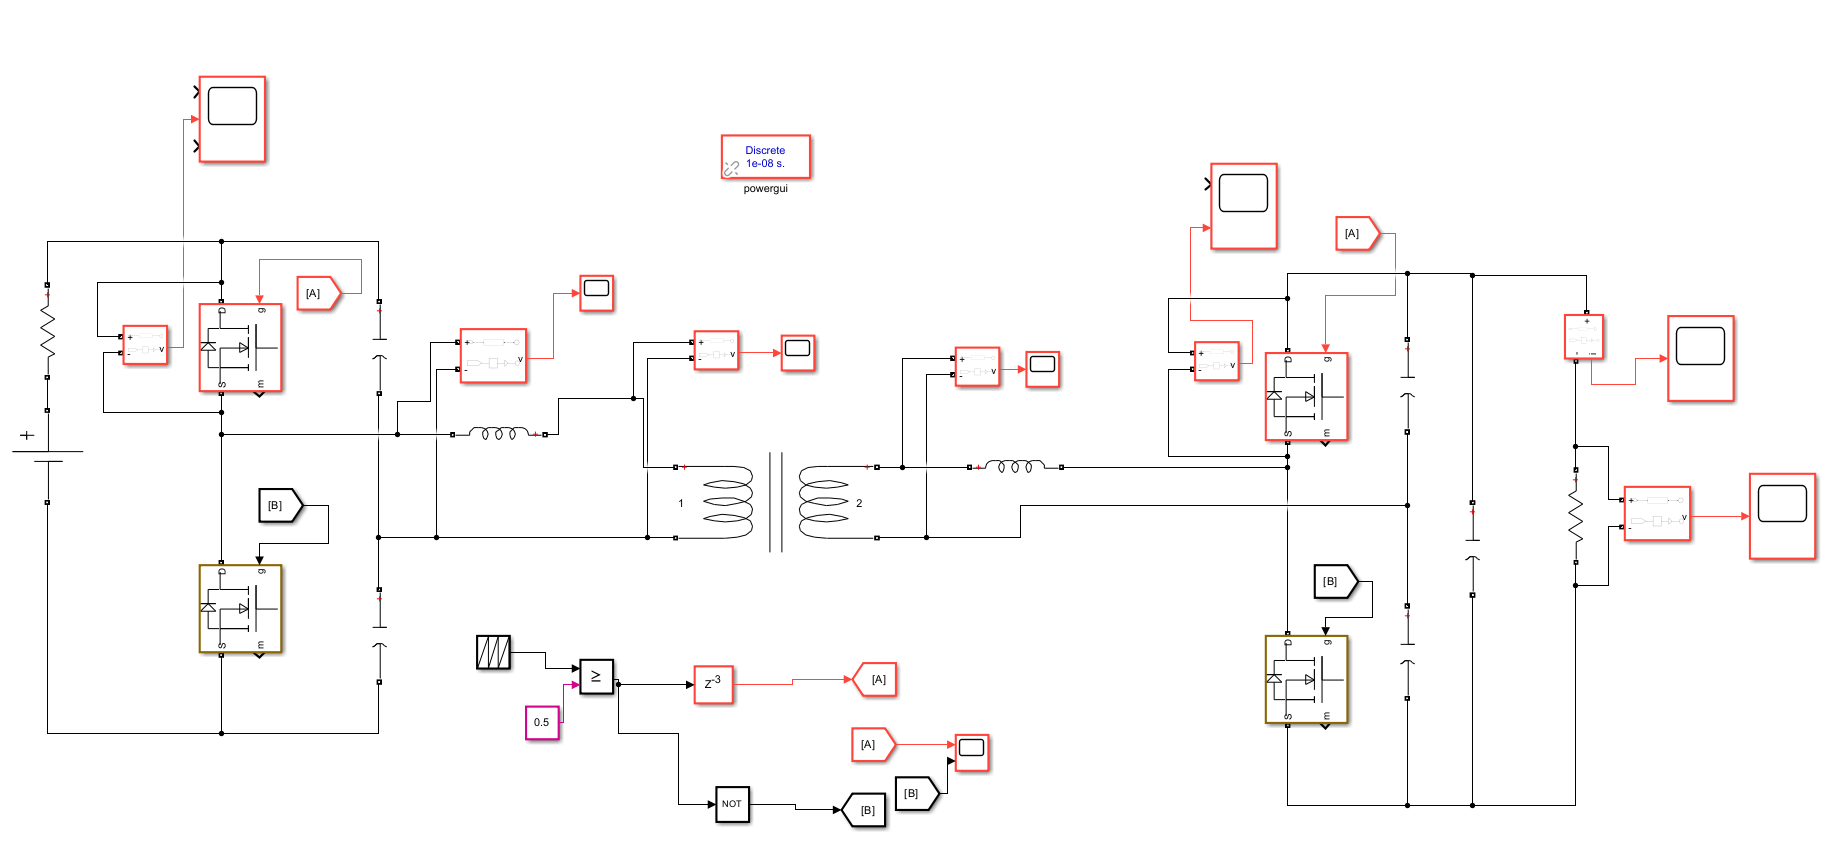 Discrete
1e-08 s.
powergui
[A]
[A]
D
g
S
m
+
-
v
+
-
v
+
-
v
+
-
v
+
-
v
D
g
S
m
+
+
1
2
[B]
D
g
S
m
+
-
v
[B]
D
g
S
m
≥
0.5
Z-3
[A]
[A]
[B]
NOT
[B]